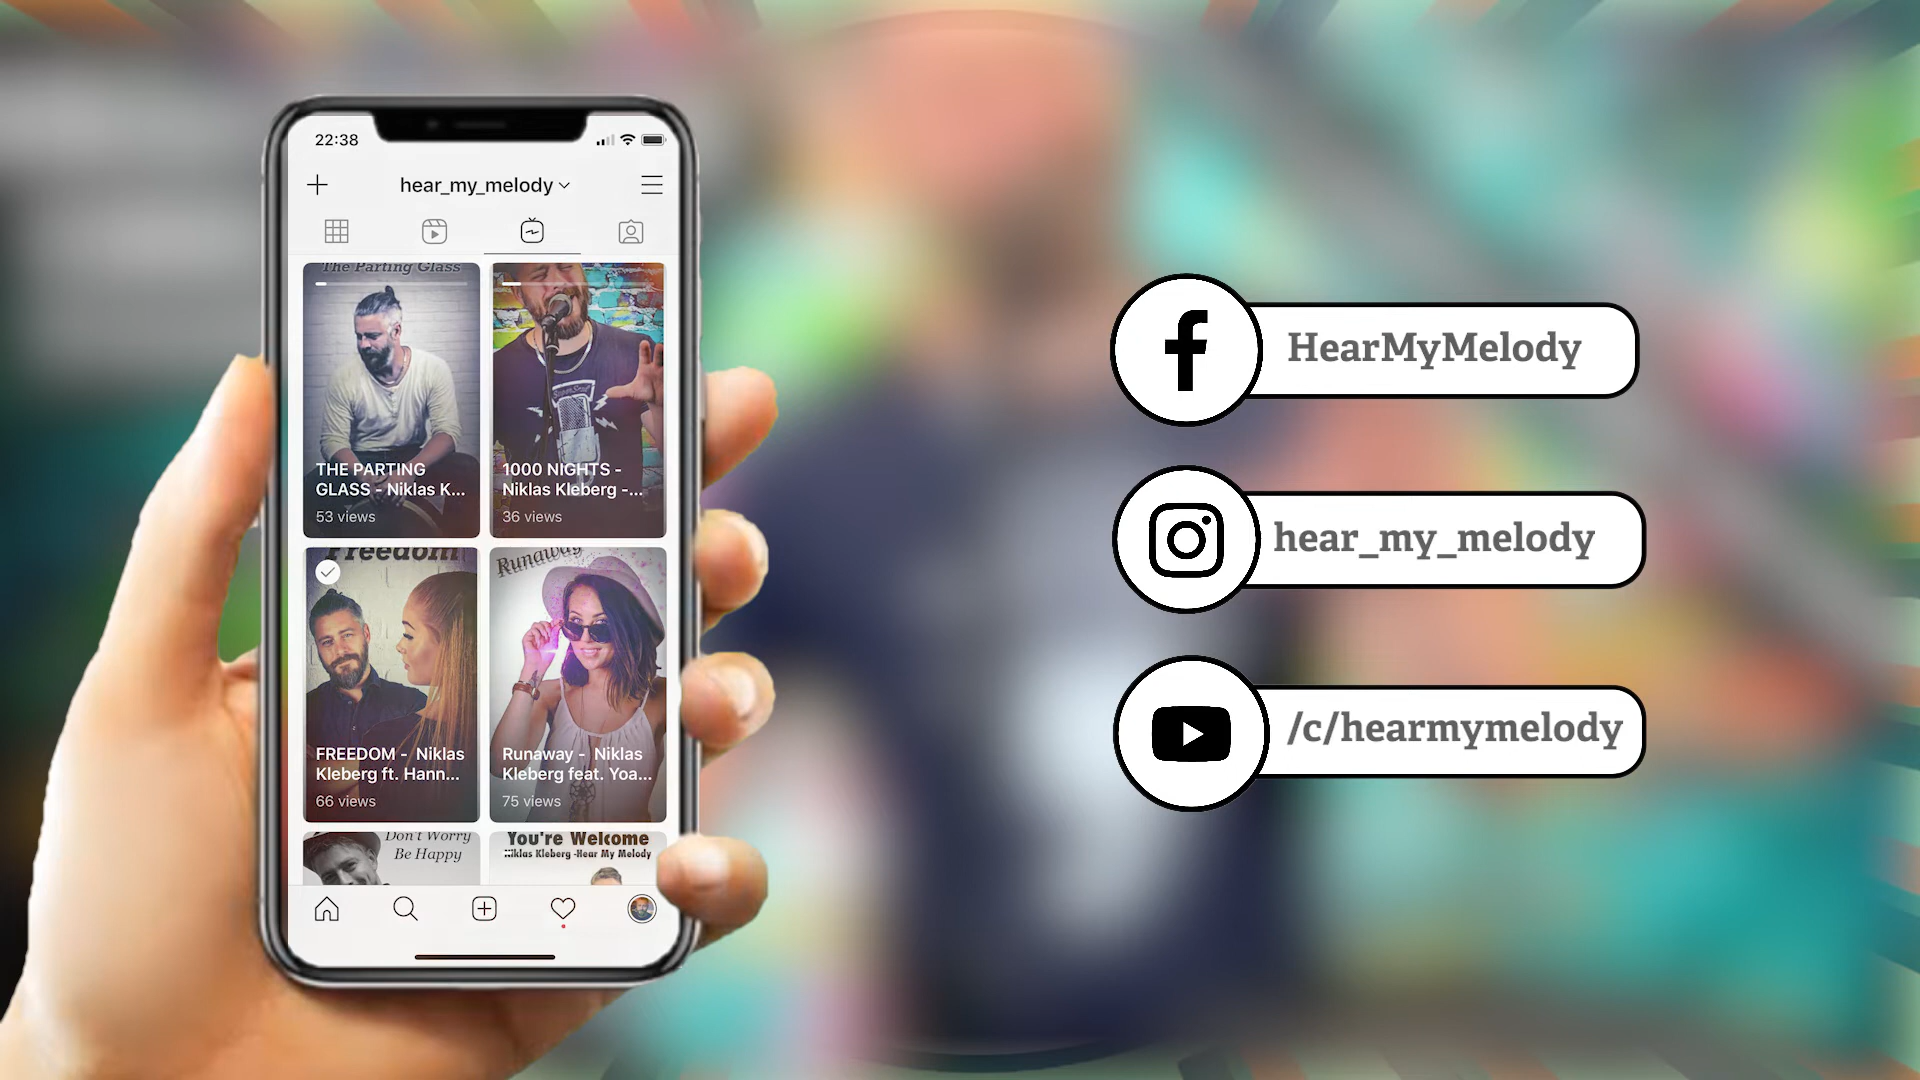 22:38
hear_my_melody
The Parting Glass
THE PARTING
GLASS - Niklas K...
53 views
1000 NIGHTS -
Niklas Kleberg -...
36 views
Freedom
FREEDOM - Niklas
Kleberg ft. Hann...
66 views
Runaway
Runaway - Niklas
Kleberg feat. Yoa...
75 views
Don't Worry
Be Happy
You're Welcome
Niklas Kleberg -Hear My Melody
HearMyMelody
hear_my_melody
/c/hearmymelody